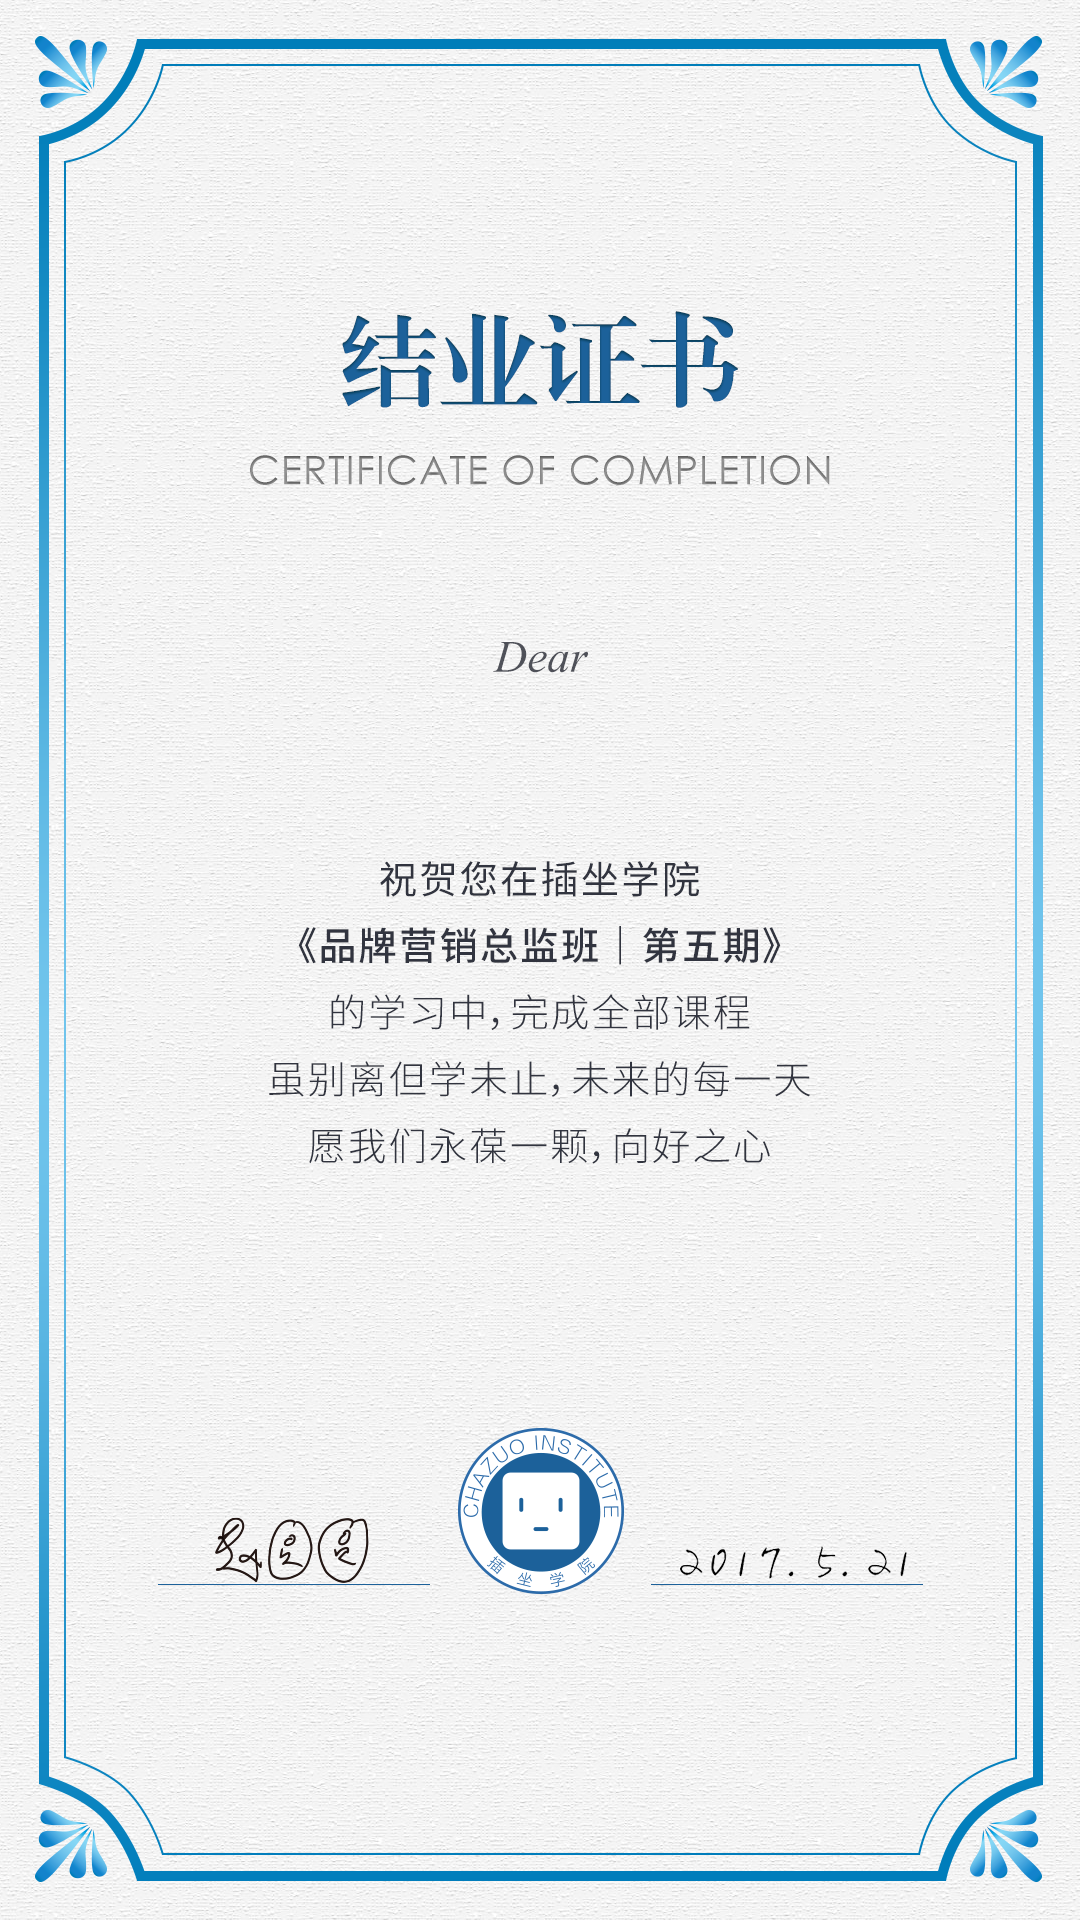 结业证书
CERTIFICATE OF COMPLETION
Dear
祝贺您在插坐学院
《品牌营销总监班｜第五期》
的学习中，完成全部课程
虽别离但学未止，未来的每一天
愿我们永葆一颗，向好之心
CHAZUO INSTITUTE
插坐学院
2017.5.21